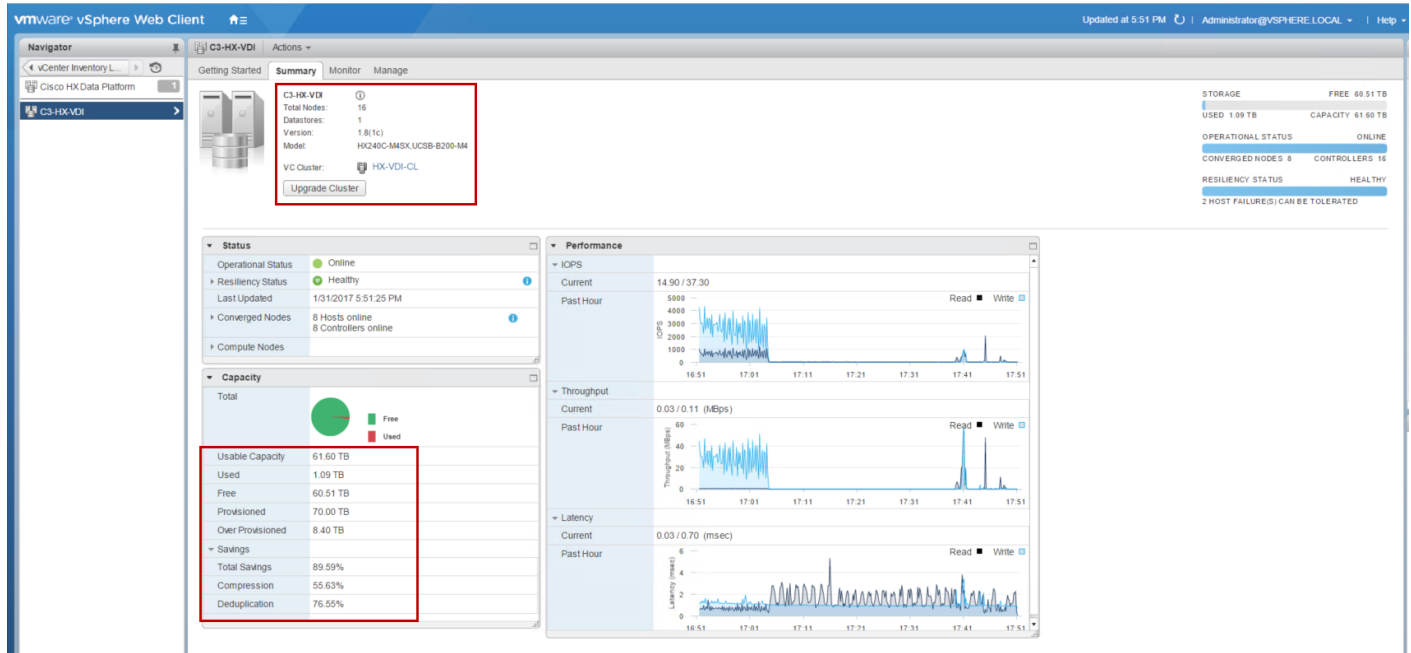 vmware® vSphere Web Client
Updated at 5:51 PM | Administrator@VSPHERE.LOCAL | Help
Navigator
vCenter Inventory L...
Cisco HX Data Platform 1
C3-HX-VDI
C3-HX-VDI Actions
Getting Started Summary Monitor Manage
C3-HX-VDI
Total Nodes: 16
Datastores: 1
Version: 1.8(1c)
Model: HX240C-M4SX,UCSB-B200-M4
VC Cluster: HX-VDI-CL
Upgrade Cluster
STORAGE FREE 60.51 TB
USED 1.09 TB CAPACITY 61.60 TB
OPERATIONAL STATUS ONLINE
CONVERGED NODES 8 CONTROLLERS 16
RESILIENCY STATUS HEALTHY
2 HOST FAILURE(S) CAN BE TOLERATED
Status
Operational Status Online
Resiliency Status Healthy
Last Updated 1/31/2017 5:51:25 PM
Converged Nodes 8 Hosts online
8 Controllers online
Compute Nodes
Capacity
Total
Free
Used
Usable Capacity 61.60 TB
Used 1.09 TB
Free 60.51 TB
Provisioned 70.00 TB
Over Provisioned 8.40 TB
Savings
Total Savings 89.59%
Compression 55.63%
Deduplication 76.55%
Performance
IOPS
Current 14.90 / 37.30
Past Hour
Read Write
IOPS
5000
4000
3000
2000
1000
0
16:51 17:01 17:11 17:21 17:31 17:41 17:51
Throughput
Current 0.03 / 0.11 (MBps)
Past Hour
Read Write
Throughput (MBps)
60
40
20
0
16:51 17:01 17:11 17:21 17:31 17:41 17:51
Latency
Current 0.03 / 0.70 (msec)
Past Hour
Read Write
Latency (msec)
6
4
2
0
16:51 17:01 17:11 17:21 17:31 17:41 17:51